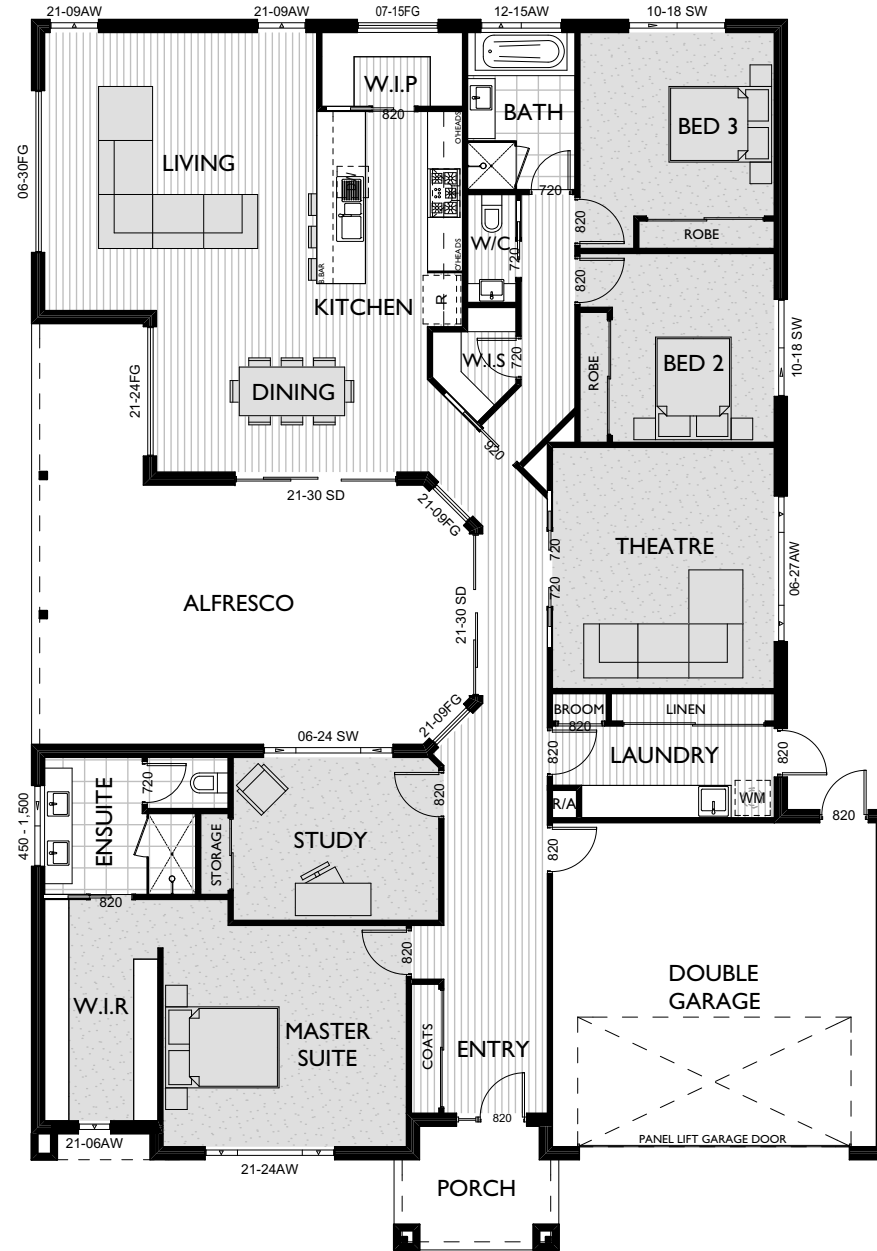 21-09AW
21-09AW
07-15FG
12-15AW
10-18 SW
W.I.P
820
O'HEADS
BATH
BED 3
LIVING
06-30FG
720
820
ROBE
W/C
720
O'HEADS
B.BAR
KITCHEN
R
820
W.I.S
720
BED 2
ROBE
10-18 SW
21-24FG
DINING
920
21-30 SD
21-09FG
720
720
THEATRE
06-27AW
21-30 SD
ALFRESCO
21-09FG
BROOM
820
LINEN
06-24 SW
820
LAUNDRY
820
WM
R/A
820
720
ENSUITE
450 - 1,500
820
STORAGE
STUDY
820
820
820
W.I.R
MASTER
SUITE
COATS
ENTRY
DOUBLE
GARAGE
820
PANEL LIFT GARAGE DOOR
21-06AW
21-24AW
PORCH